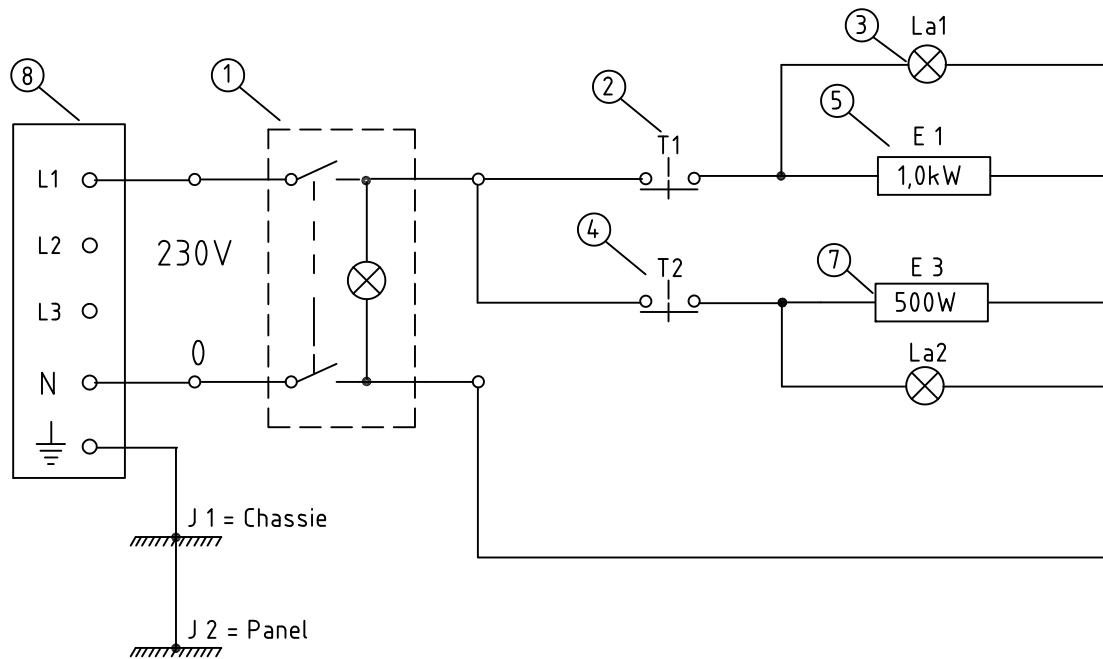 3
La1
8
1
2
5
T1
E 1
L1
1,0kW
4
L2
230V
T2
7
E 3
500W
L3
La2
0
N
J 1 = Chassie
J 2 = Panel